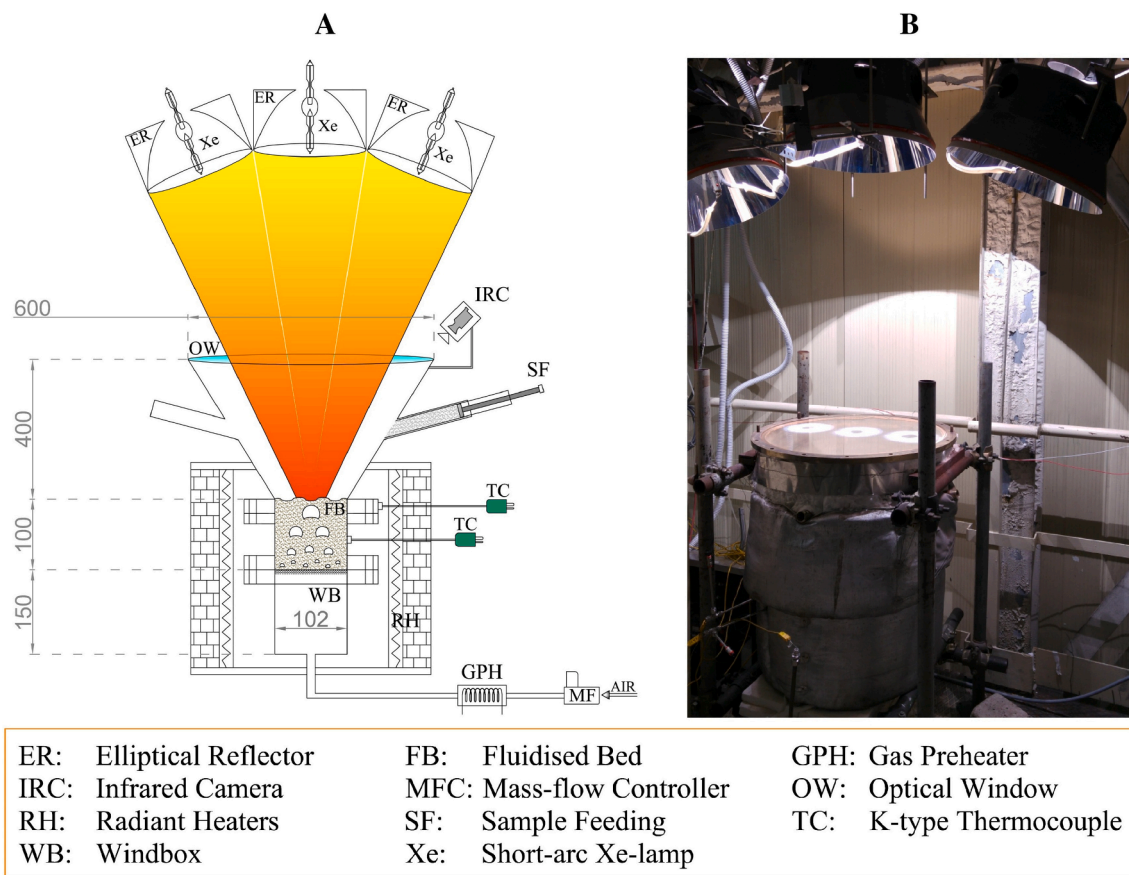 A
B
ER
Xe
ER
Xe
ER
Xe
600
IRC
OW
SF
400
FB
TC
100
TC
WB
150
102
RH
GPH
MF
AIR
ER: Elliptical Reflector
IRC: Infrared Camera
RH: Radiant Heaters
WB: Windbox
FB: Fluidised Bed
MFC: Mass-flow Controller
SF: Sample Feeding
Xe: Short-arc Xe-lamp
GPH: Gas Preheater
OW: Optical Window
TC: K-type Thermocouple